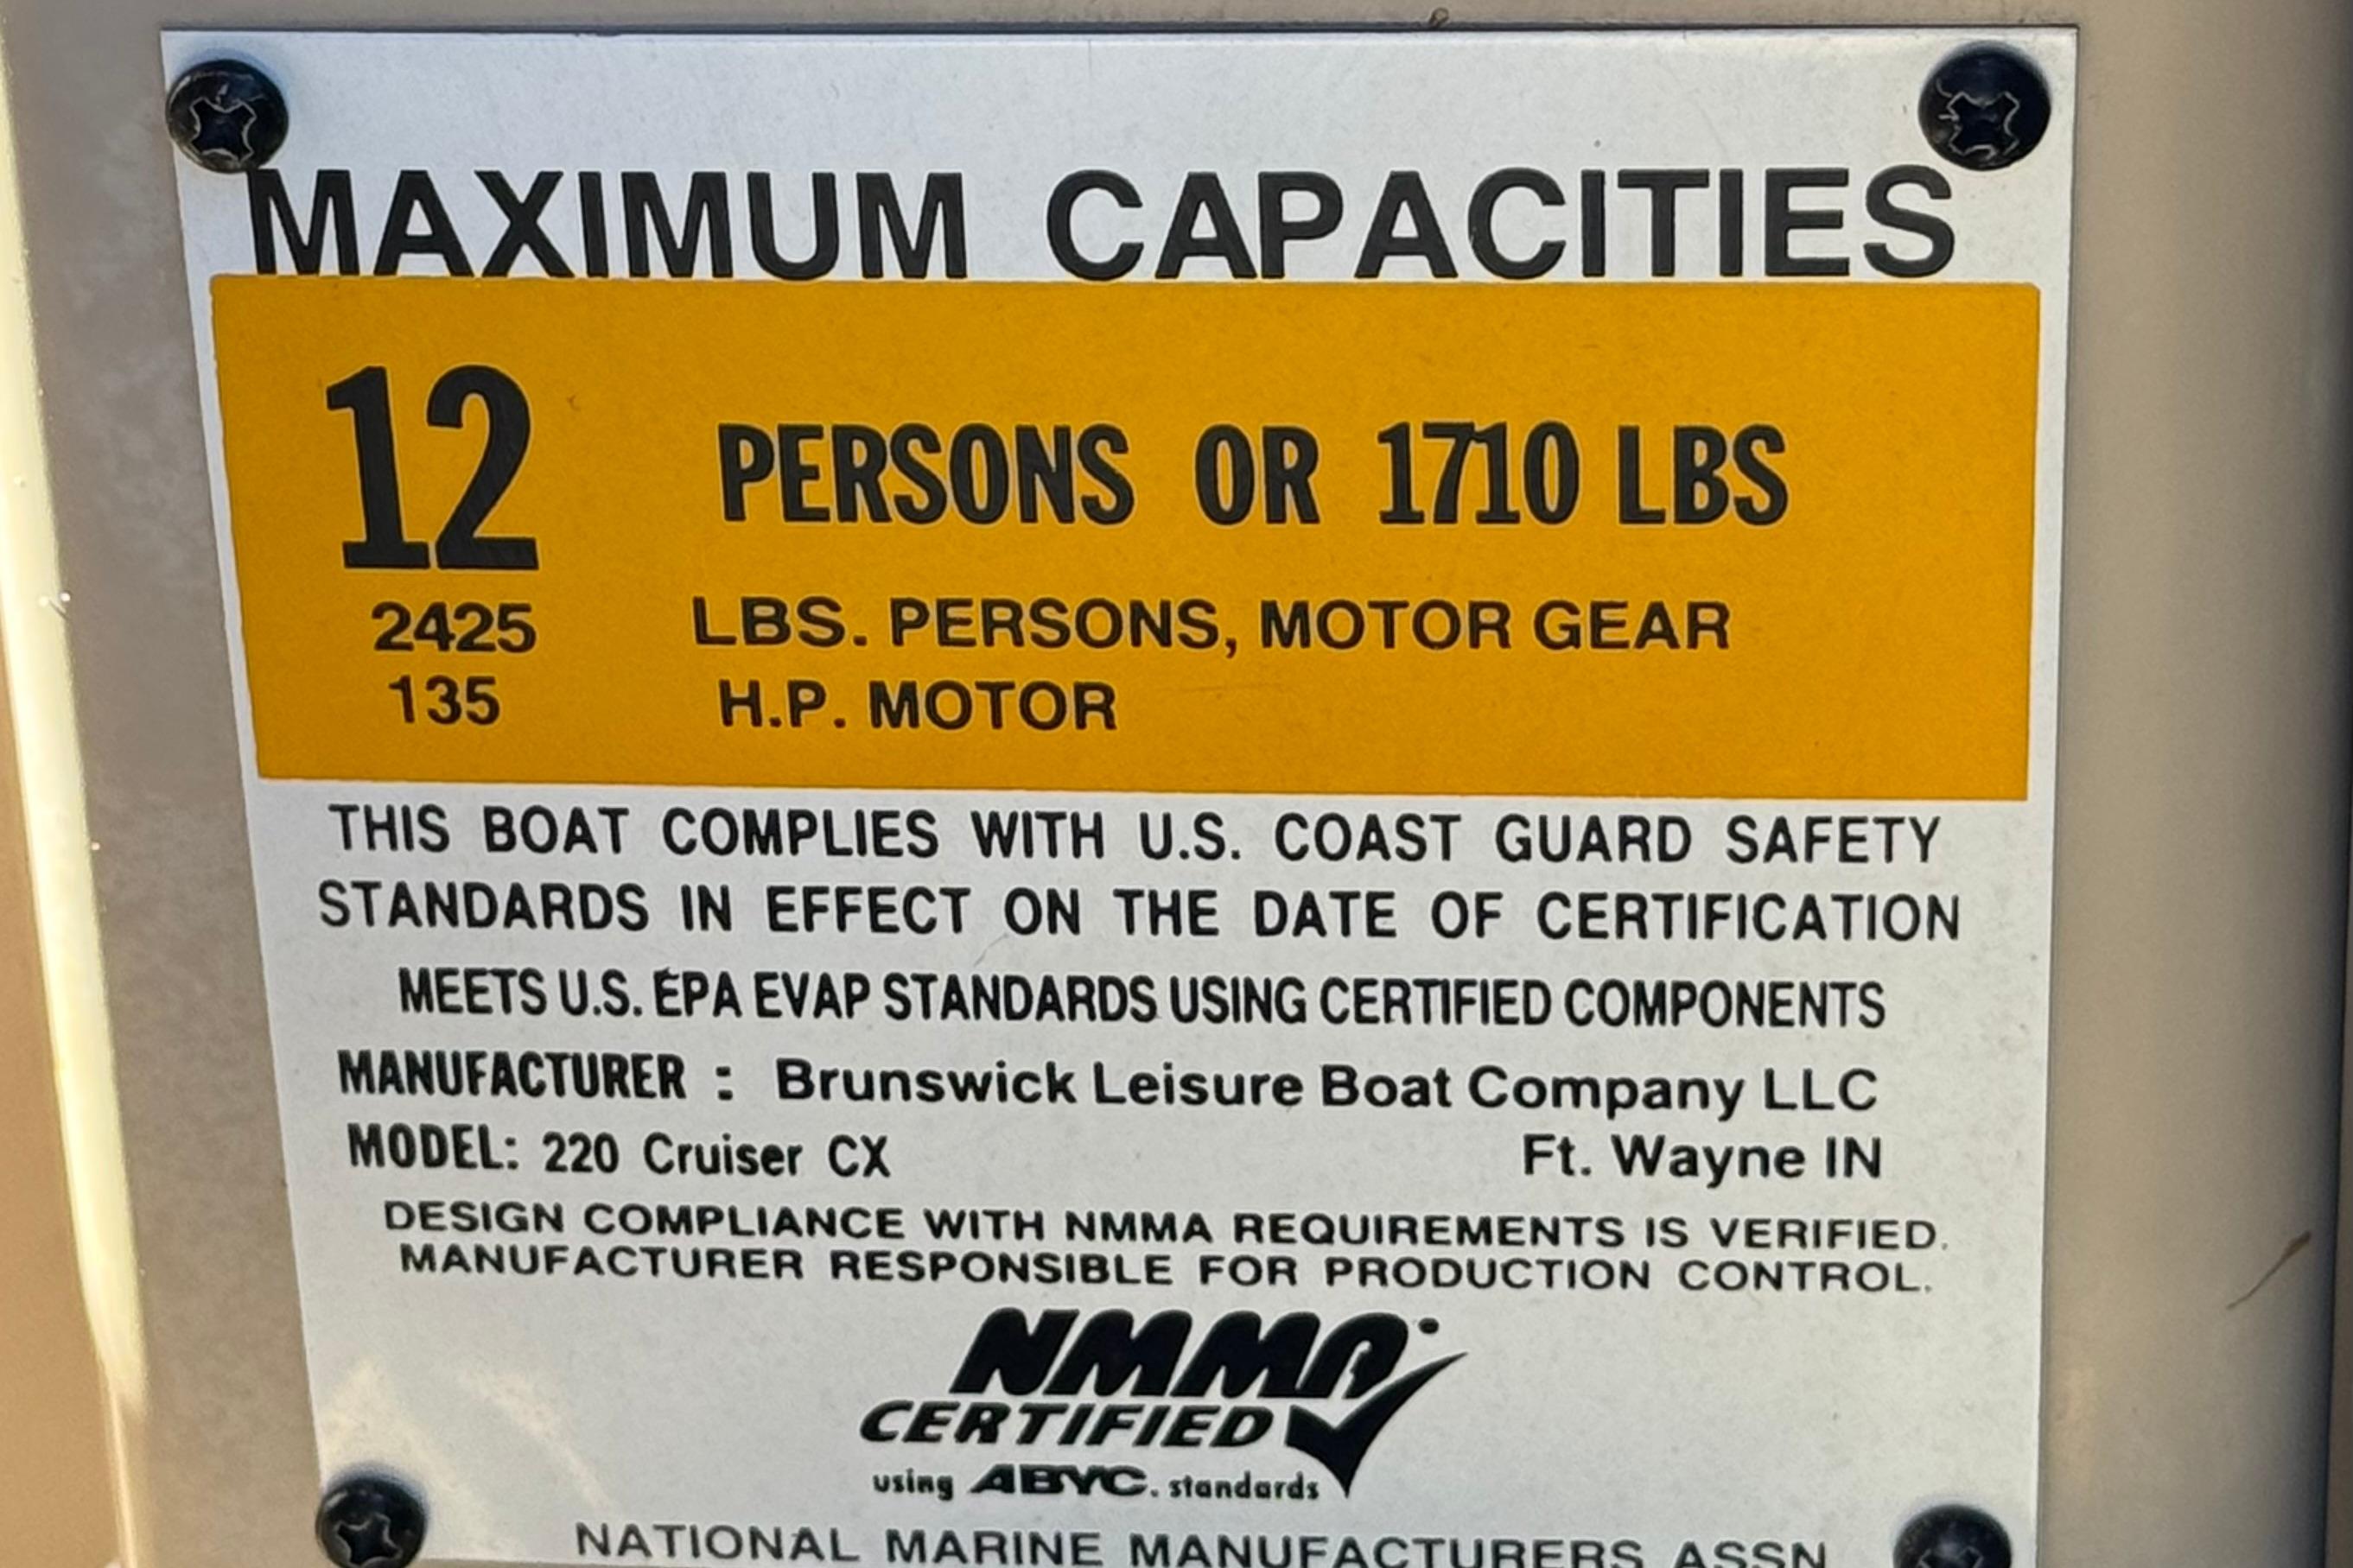 MAXIMUM CAPACITIES
12 PERSONS OR 1710 LBS
2425 LBS. PERSONS, MOTOR GEAR
135 H.P. MOTOR
THIS BOAT COMPLIES WITH U.S. COAST GUARD SAFETY
STANDARDS IN EFFECT ON THE DATE OF CERTIFICATION
MEETS U.S. EPA EVAP STANDARDS USING CERTIFIED COMPONENTS
MANUFACTURER : Brunswick Leisure Boat Company LLC
MODEL: 220 Cruiser CX Ft. Wayne IN
DESIGN COMPLIANCE WITH NMMA REQUIREMENTS IS VERIFIED.
MANUFACTURER RESPONSIBLE FOR PRODUCTION CONTROL.
NMMA
CERTIFIED
using ABYC. standards
NATIONAL MARINE MANUFACTURERS ASSN